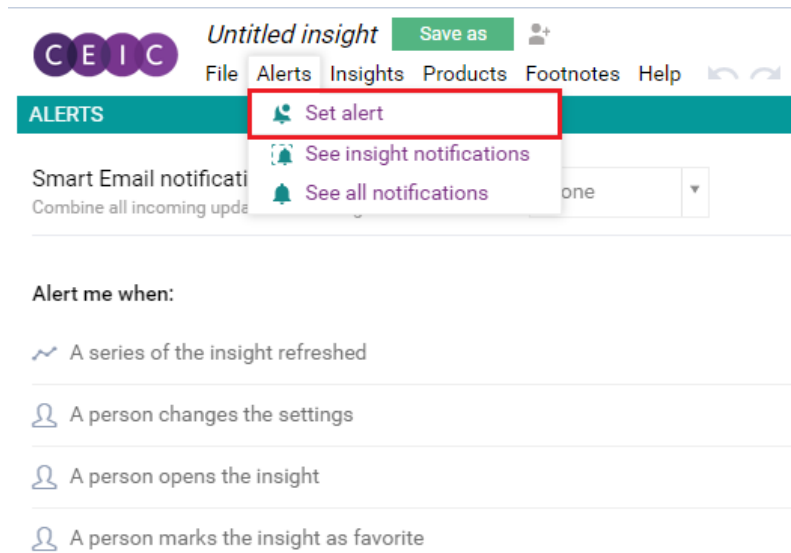 CEIC
Untitled insight Save as
File Alerts Insights Products Footnotes Help
ALERTS
Set alert
See insight notifications
See all notifications
Smart Email notificati
one
Combine all incoming upda
Alert me when:
A series of the insight refreshed
A person changes the settings
A person opens the insight
A person marks the insight as favorite